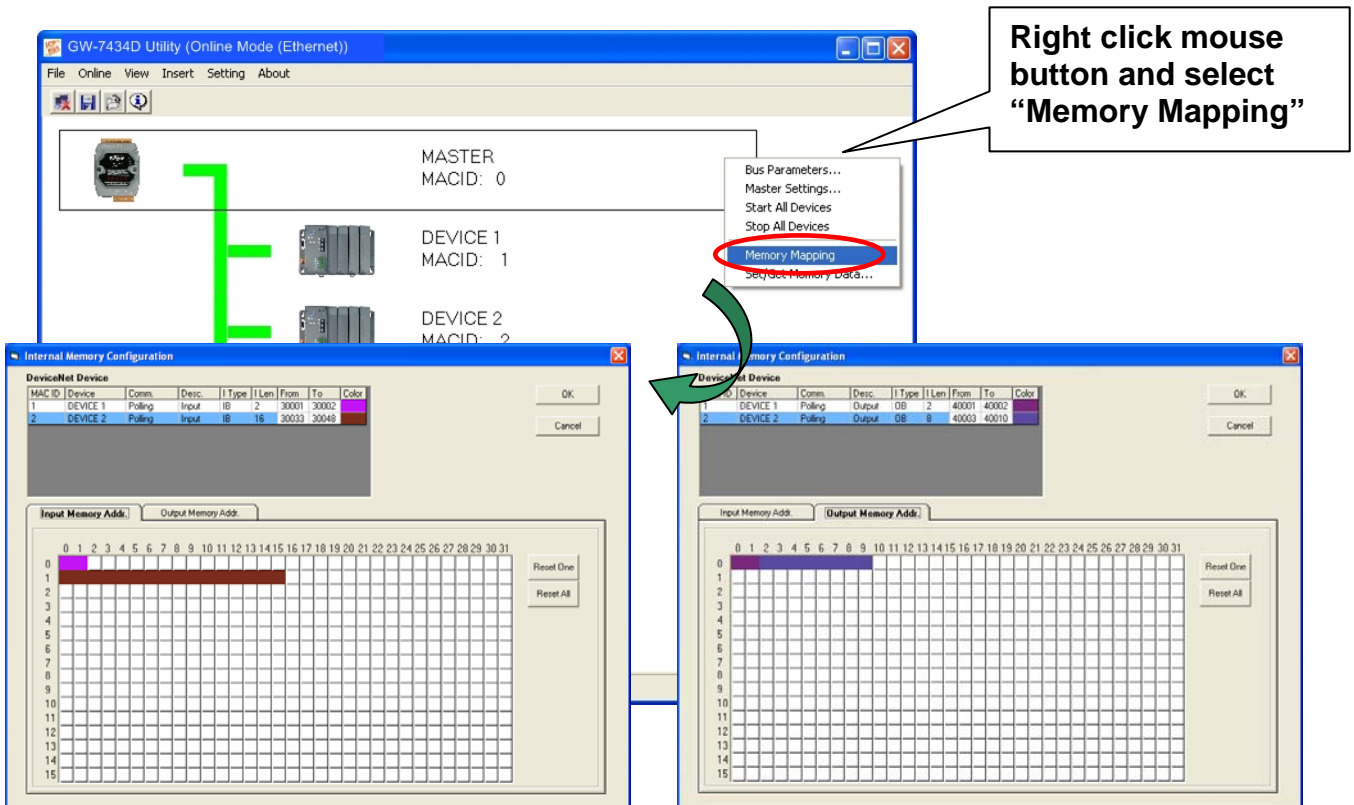 Right click mouse
button and select
“Memory Mapping”
GW-7434D Utility (Online Mode (Ethernet))
File Online View Insert Setting About
MASTER
MACID: 0
DEVICE 1
MACID: 1
DEVICE 2
MACID: 2
Bus Parameters...
Master Settings...
Start All Devices
Stop All Devices
Memory Mapping
Set/Get Memory Data...
Internal Memory Configuration
DeviceNet Device
MAC ID Device Comm. Desc. I Type I Len From To Color
1 DEVICE 1 Polling Input IB 2 30001 30002
2 DEVICE 2 Polling Input IB 16 30033 30048
OK
Cancel
Input Memory Addr. Output Memory Addr.
0 1 2 3 4 5 6 7 8 9 10 11 12 13 14 15 16 17 18 19 20 21 22 23 24 25 26 27 28 29 30 31
0
1
2
3
4
5
6
7
8
9
10
11
12
13
14
15
Reset One
Reset All
Internal Memory Configuration
DeviceNet Device
ID Device Comm. Desc. I Type I Len From To Color
1 DEVICE 1 Polling Output OB 2 40001 40002
2 DEVICE 2 Polling Output OB 8 40003 40010
OK
Cancel
Input Memory Addr. Output Memory Addr.
0 1 2 3 4 5 6 7 8 9 10 11 12 13 14 15 16 17 18 19 20 21 22 23 24 25 26 27 28 29 30 31
0
1
2
3
4
5
6
7
8
9
10
11
12
13
14
15
Reset One
Reset All